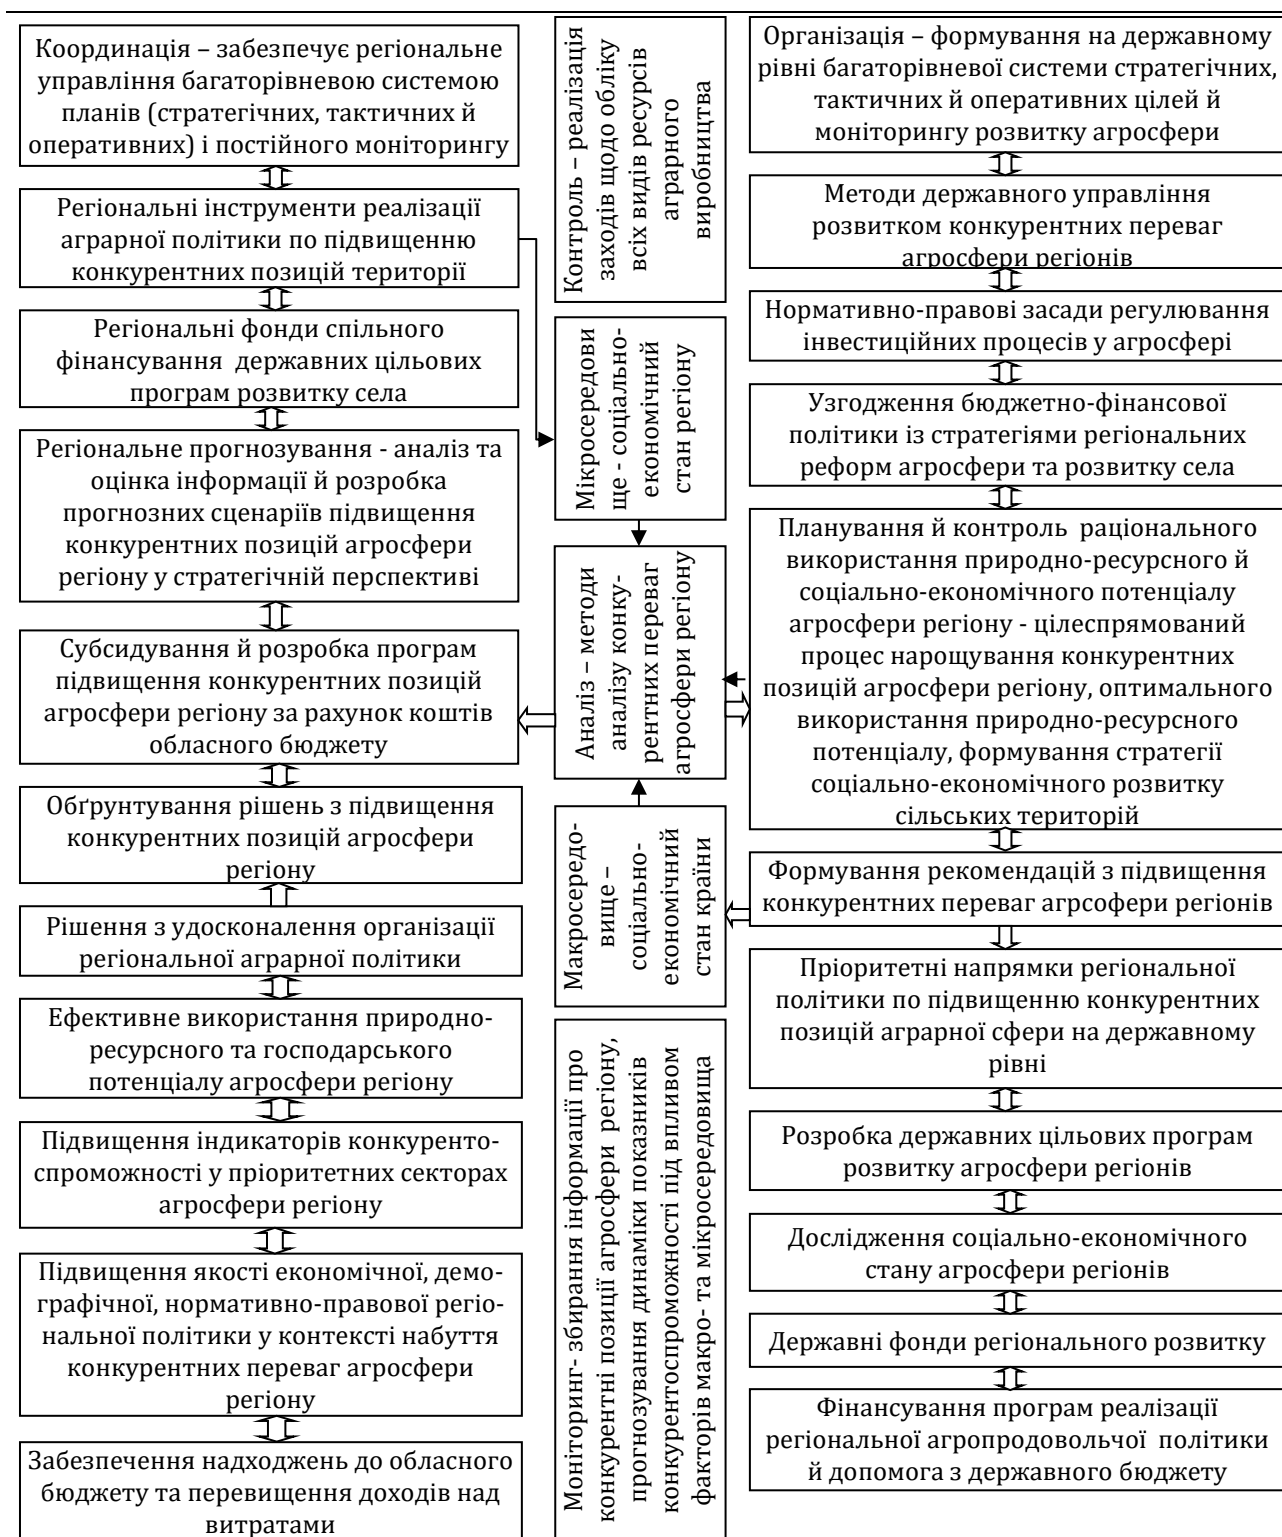 Координація – забезпечує регіональне
управління багаторівневою системою
планів (стратегічних, тактичних й
оперативних) і постійного моніторингу
Регіональні інструменти реалізації
аграрної політики по підвищенню
конкурентних позицій території
Регіональні фонди спільного
фінансування державних цільових
програм розвитку села
Регіональне прогнозування - аналіз та
оцінка інформації й розробка
прогнозних сценаріїв підвищення
конкурентних позицій агросфери
регіону у стратегічній перспективі
Субсидування й розробка програм
підвищення конкурентних позицій
агросфери регіону за рахунок коштів
обласного бюджету
Обґрунтування рішень з підвищення
конкурентних позицій агросфери
регіону
Рішення з удосконалення організації
регіональної аграрної політики
Ефективне використання природно-
ресурсного та господарського
потенціалу агросфери регіону
Підвищення індикаторів конкуренто-
спроможності у пріоритетних секторах
агросфери регіону
Підвищення якості економічної, демо-
графічної, нормативно-правової регіо-
нальної політики у контексті набуття
конкурентних переваг агросфери
регіону
Забезпечення надходжень до обласного
бюджету та перевищення доходів над
витратами
Контроль – реалізація
заходів щодо обліку
всіх видів ресурсів
аграрного
виробництва
Мікросередови
ще - соціально-
економічний
стан регіону
Аналіз – методи
аналізу конку-
рентних переваг
агросфери регіону
Макросередо-
вище –
соціально-
економічний
стан країни
Моніторинг- збирання інформації про
конкурентні позиції агросфери регіону,
прогнозування динаміки показників
конкурентоспроможності під впливом
факторів макро- та мікросередовища
Організація – формування на державному
рівні багаторівневої системи стратегічних,
тактичних й оперативних цілей й
моніторингу розвитку агросфери
Методи державного управління
розвитком конкурентних переваг
агросфери регіонів
Нормативно-правові засади регулювання
інвестиційних процесів у агросфері
Узгодження бюджетно-фінансової
політики із стратегіями регіональних
реформ агросфери та розвитку села
Планування й контроль раціонального
використання природно-ресурсного й
соціально-економічного потенціалу
агросфери регіону - цілеспрямований
процес нарощування конкурентних
позицій агросфери регіону, оптимального
використання природно-ресурсного
потенціалу, формування стратегії
соціально-економічного розвитку
сільських територій
Формування рекомендацій з підвищення
конкурентних переваг агрсофери регіонів
Пріоритетні напрямки регіональної
політики по підвищенню конкурентних
позицій аграрної сфери на державному
рівні
Розробка державних цільових програм
розвитку агросфери регіонів
Дослідження соціально-економічного
стану агросфери регіонів
Державні фонди регіонального розвитку
Фінансування програм реалізації
регіональної агропродовольчої політики
й допомога з державного бюджету